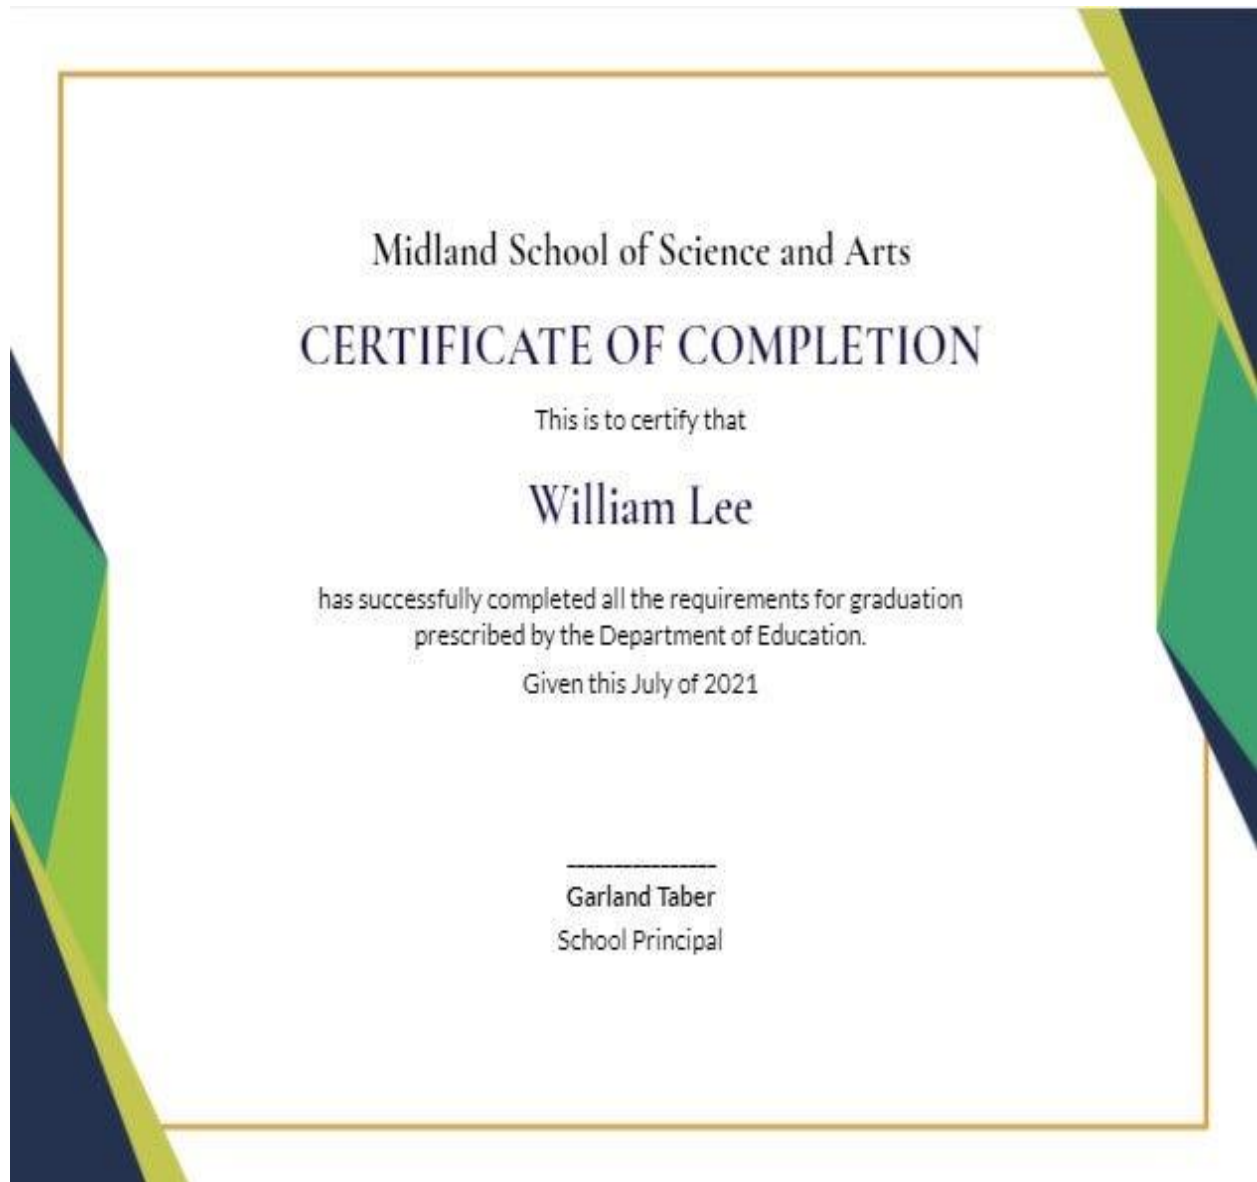 Midland School of Science and Arts
CERTIFICATE OF COMPLETION
This is to certify that
William Lee
has successfully completed all the requirements for graduation
prescribed by the Department of Education.
Given this July of 2021
________________
Garland Taber
School Principal